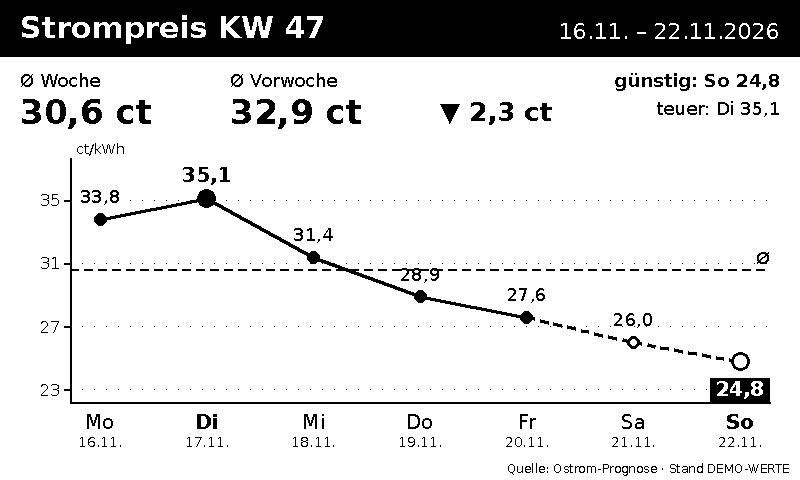 Strompreis KW 47
16.11. – 22.11.2026
Ø Woche
Ø Vorwoche
günstig: So 24,8
30,6 ct
32,9 ct
▼ 2,3 ct
teuer: Di 35,1
ct/kWh
35
31
27
23
33,8
35,1
31,4
28,9
27,6
26,0
24,8
Ø
Mo
Di
Mi
Do
Fr
Sa
So
16.11.
17.11.
18.11.
19.11.
20.11.
21.11.
22.11.
Quelle: Ostrom-Prognose · Stand DEMO-WERTE